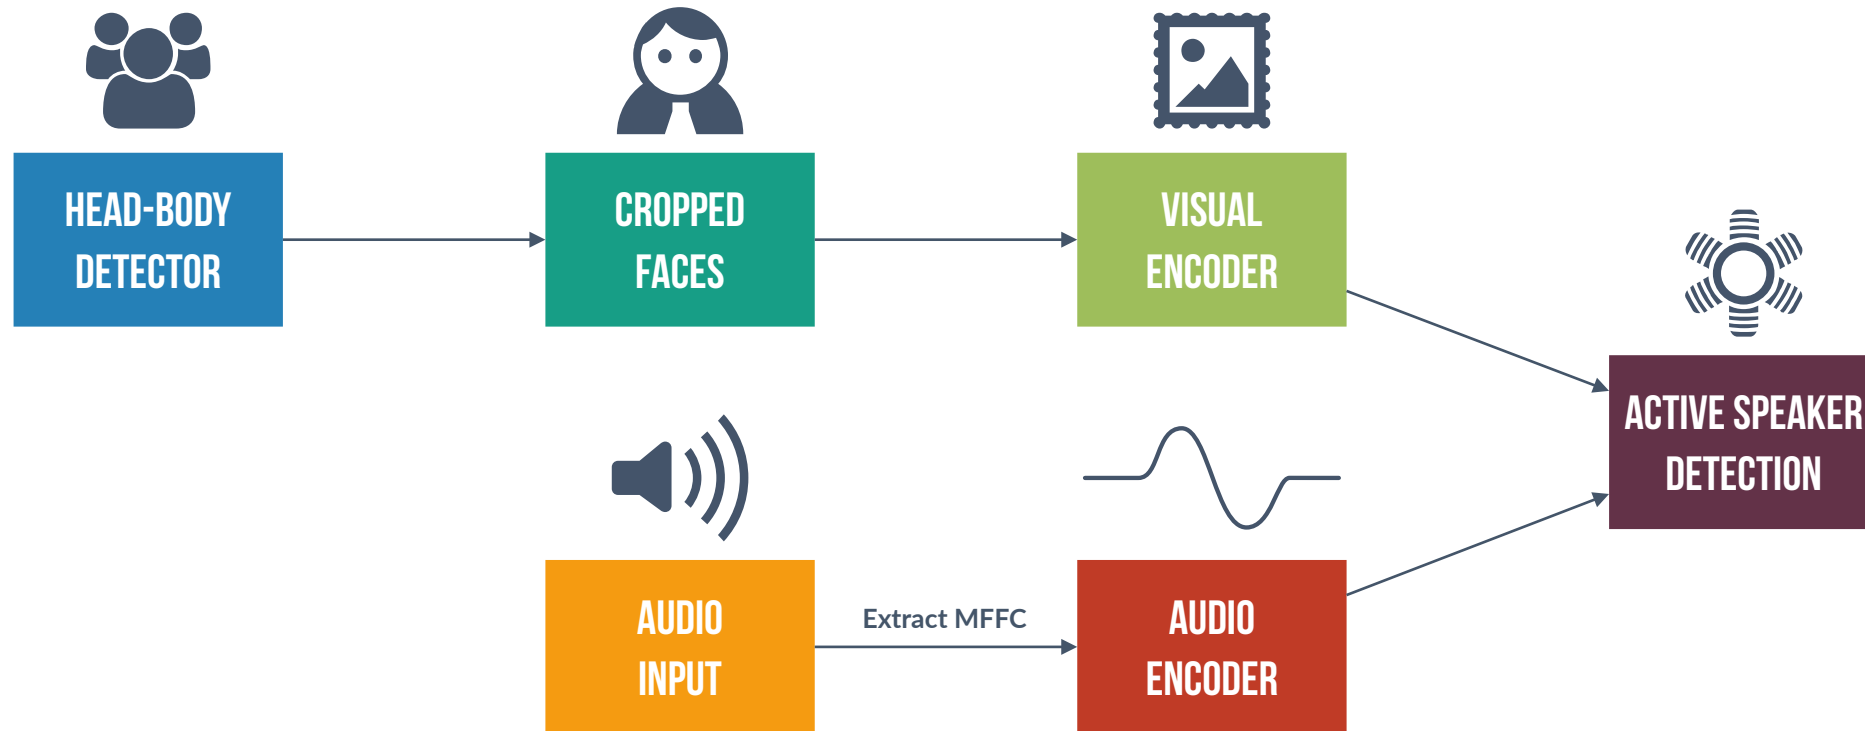 HEAD-BODY
DETECTOR
CROPPED
FACES
VISUAL
ENCODER
ACTIVE SPEAKER
DETECTION
AUDIO
INPUT
Extract MFFC
AUDIO
ENCODER